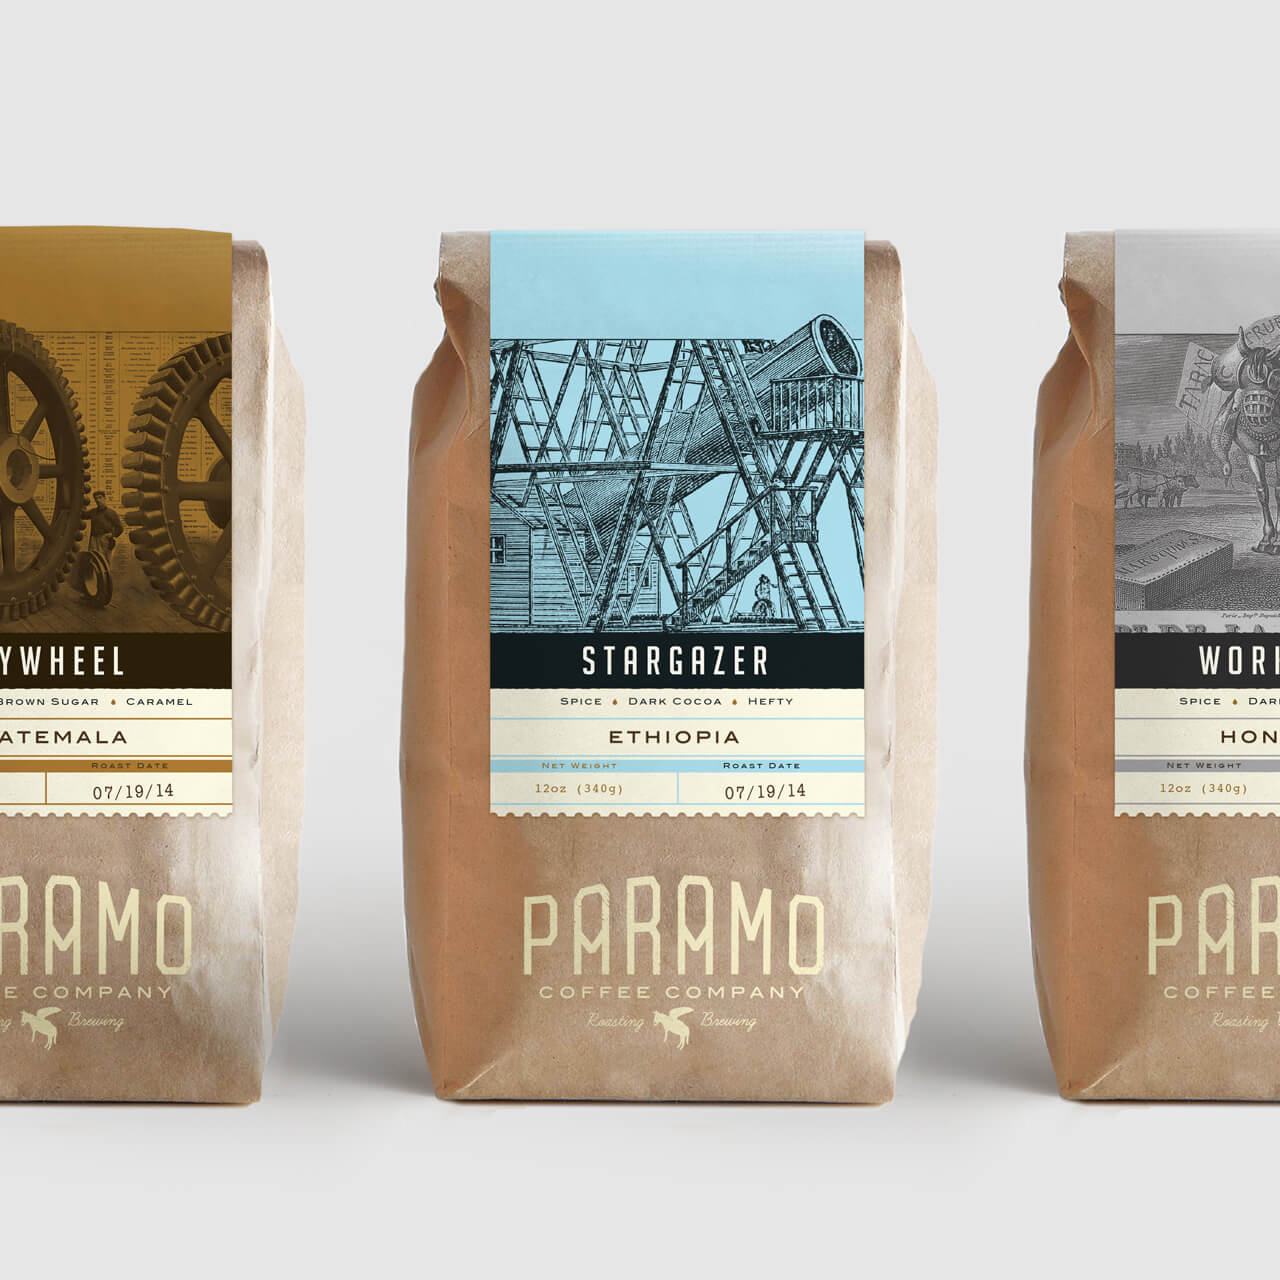 YWHEEL
BROWN SUGAR CARAMEL
ATEMALA
ROAST DATE
07/19/14
RAMO
E COMPANY
ng Brewing
STARGAZER
SPICE DARK COCOA HEFTY
ETHIOPIA
NET WEIGHT ROAST DATE
12oz (340g) 07/19/14
PARAMO
COFFEE COMPANY
Roasting Brewing
WOR
SPICE DAR
HON
NET WEIGHT
12oz (340g)
PAR
COFFEE
Roasting